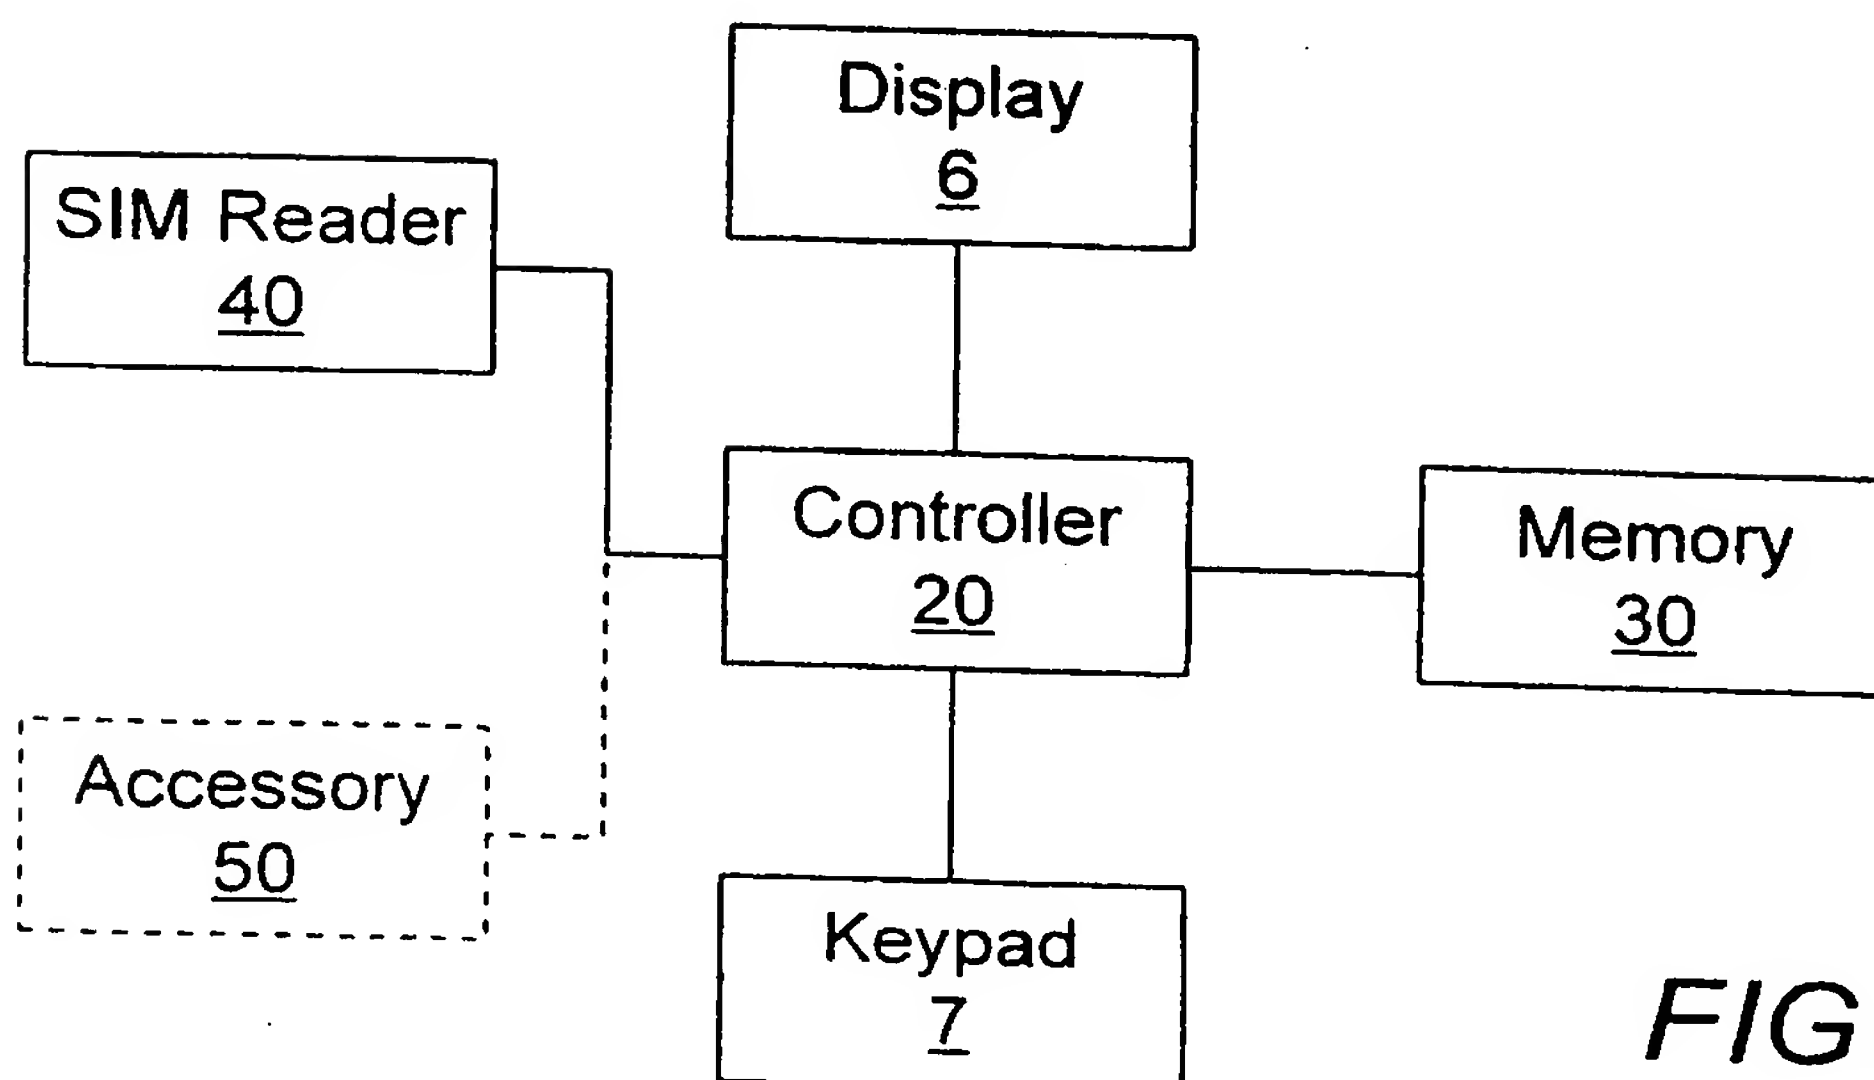 Display
6
SIM Reader
40
Controller
20
Memory
30
Accessory
50
Keypad
7
FIG